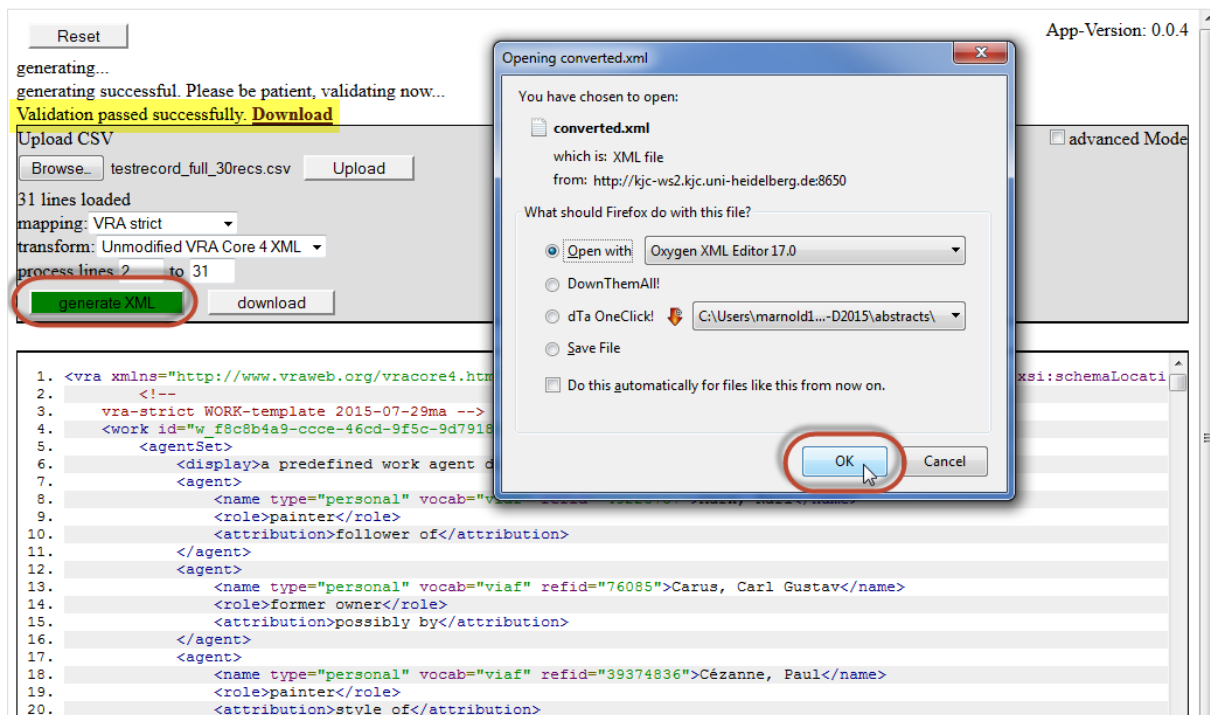 Reset
App-Version: 0.0.4
generating...
generating successful. Please be patient, validating now...
Validation passed successfully. Download
Upload CSV
advanced Mode
Browse... testrecord_full_30recs.csv Upload
31 lines loaded
mapping: VRA strict
transform: Unmodified VRA Core 4 XML
process lines 2 to 31
generate XML download
Opening converted.xml
You have chosen to open:
converted.xml
which is: XML file
from: http://kjc-ws2.kjc.uni-heidelberg.de:8650
What should Firefox do with this file?
Open with Oxygen XML Editor 17.0
DownThemAll!
dTa OneClick! C:\Users\marnold1...-D2015\abstracts\
Save File
Do this automatically for files like this from now on.
OK Cancel
1. <vra xmlns="http://www.vraweb.org/vracore4.htm xsi:schemaLocati
2. <!--
3. vra-strict WORK-template 2015-07-29ma -->
4. <work id="w_f8c8b4a9-ccce-46cd-9f5c-9d7918
5. <agentSet>
6. <display>a predefined work agent d
7. <agent>
8. <name type="personal" vocab="
9. <role>painter</role>
10. <attribution>follower of</attribution>
11. </agent>
12. <agent>
13. <name type="personal" vocab="viaf" refid="76085">Carus, Carl Gustav</name>
14. <role>former owner</role>
15. <attribution>possibly by</attribution>
16. </agent>
17. <agent>
18. <name type="personal" vocab="viaf" refid="39374836">Cézanne, Paul</name>
19. <role>painter</role>
20. <attribution>style of</attribution>